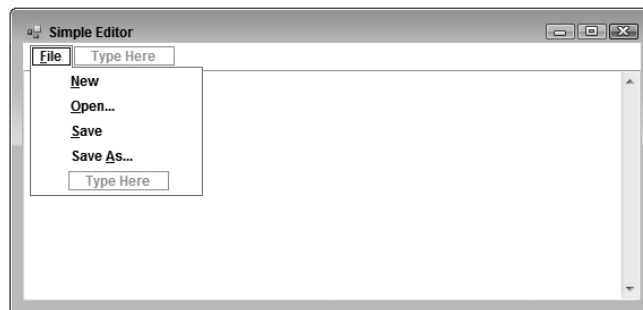 Simple Editor
File Type Here
New
Open...
Save
Save As...
Type Here